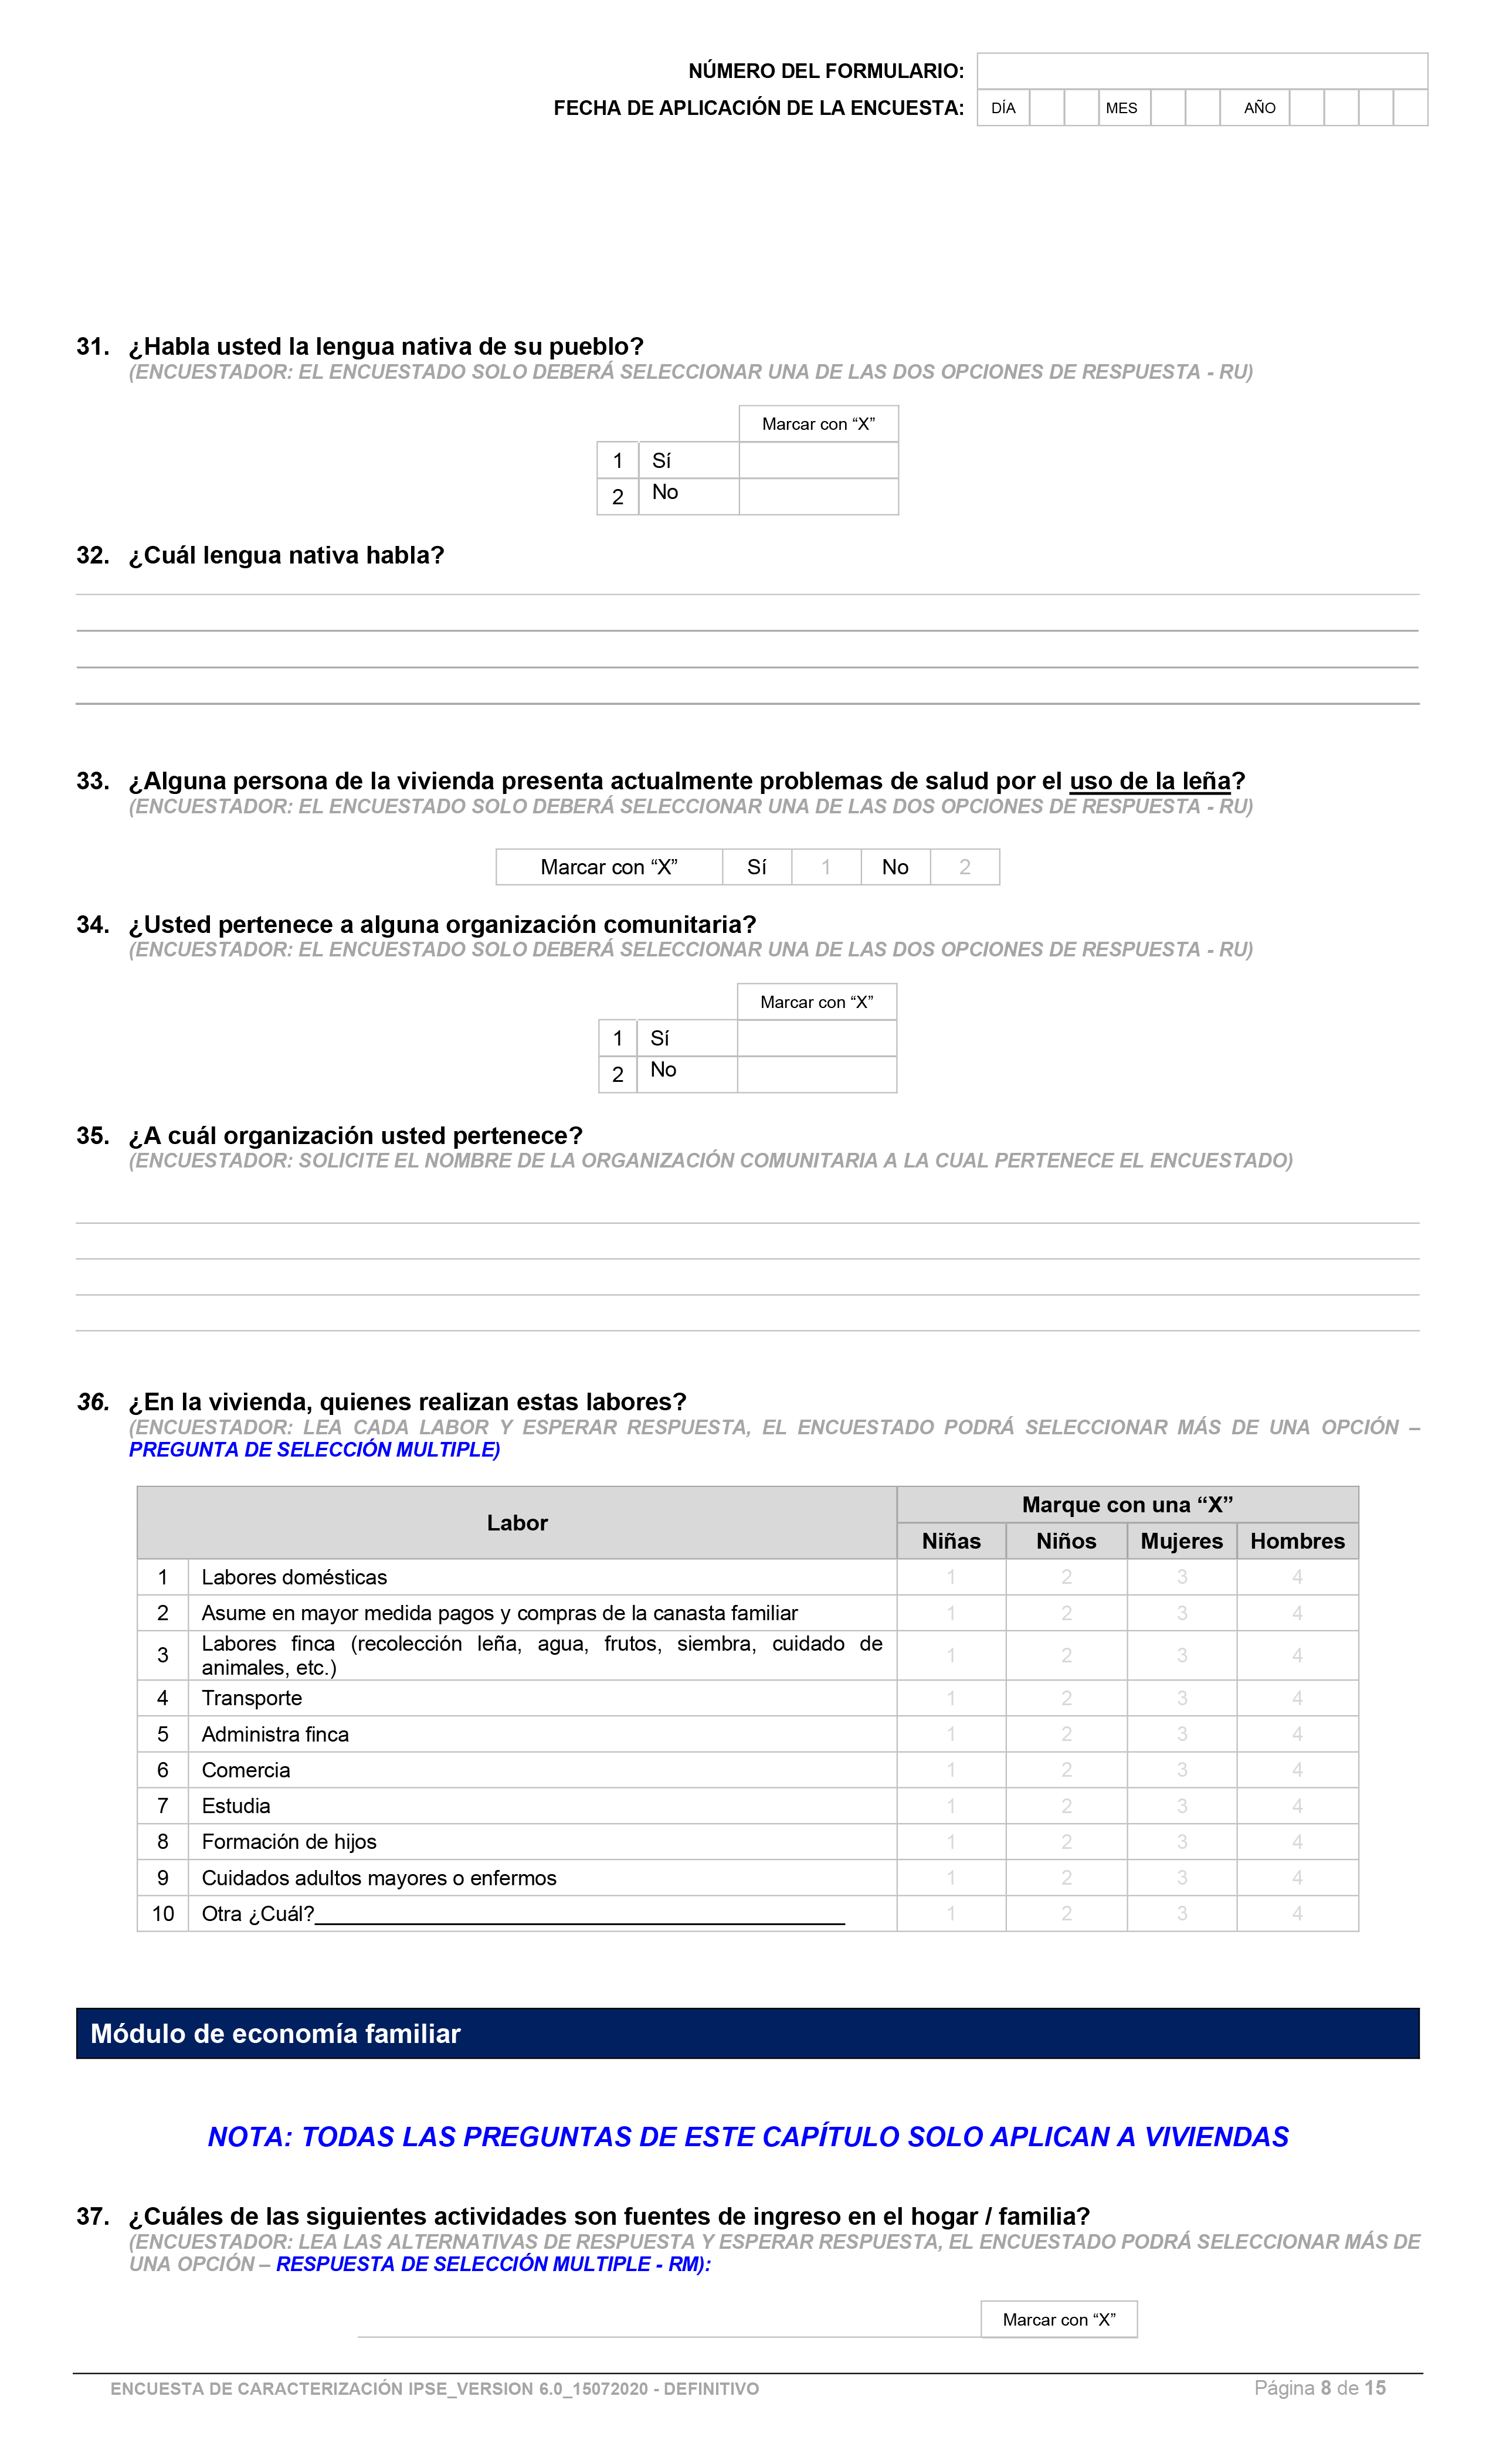 NÚMERO DEL FORMULARIO:
FECHA DE APLICACIÓN DE LA ENCUESTA: DÍA MES AÑO
31. ¿Habla usted la lengua nativa de su pueblo?
(ENCUESTADOR: EL ENCUESTADO SOLO DEBERÁ SELECCIONAR UNA DE LAS DOS OPCIONES DE RESPUESTA - RU)
Marcar con “X”
1 Sí
2 No
32. ¿Cuál lengua nativa habla?
33. ¿Alguna persona de la vivienda presenta actualmente problemas de salud por el uso de la leña?
(ENCUESTADOR: EL ENCUESTADO SOLO DEBERÁ SELECCIONAR UNA DE LAS DOS OPCIONES DE RESPUESTA - RU)
Marcar con “X” Sí 1 No 2
34. ¿Usted pertenece a alguna organización comunitaria?
(ENCUESTADOR: EL ENCUESTADO SOLO DEBERÁ SELECCIONAR UNA DE LAS DOS OPCIONES DE RESPUESTA - RU)
Marcar con “X”
1 Sí
2 No
35. ¿A cuál organización usted pertenece?
(ENCUESTADOR: SOLICITE EL NOMBRE DE LA ORGANIZACIÓN COMUNITARIA A LA CUAL PERTENECE EL ENCUESTADO)
36. ¿En la vivienda, quienes realizan estas labores?
(ENCUESTADOR: LEA CADA LABOR Y ESPERAR RESPUESTA, EL ENCUESTADO PODRÁ SELECCIONAR MÁS DE UNA OPCIÓN –
PREGUNTA DE SELECCIÓN MULTIPLE)
Labor Marque con una “X”
Niñas Niños Mujeres Hombres
1 Labores domésticas 1 2 3 4
2 Asume en mayor medida pagos y compras de la canasta familiar 1 2 3 4
3 Labores finca (recolección leña, agua, frutos, siembra, cuidado de
animales, etc.) 1 2 3 4
4 Transporte 1 2 3 4
5 Administra finca 1 2 3 4
6 Comercia 1 2 3 4
7 Estudia 1 2 3 4
8 Formación de hijos 1 2 3 4
9 Cuidados adultos mayores o enfermos 1 2 3 4
10 Otra ¿Cuál?________________ 1 2 3 4
Módulo de economía familiar
NOTA: TODAS LAS PREGUNTAS DE ESTE CAPÍTULO SOLO APLICAN A VIVIENDAS
37. ¿Cuáles de las siguientes actividades son fuentes de ingreso en el hogar / familia?
(ENCUESTADOR: LEA LAS ALTERNATIVAS DE RESPUESTA Y ESPERAR RESPUESTA, EL ENCUESTADO PODRÁ SELECCIONAR MÁS DE
UNA OPCIÓN – RESPUESTA DE SELECCIÓN MULTIPLE - RM):
Marcar con “X”
ENCUESTA DE CARACTERIZACIÓN IPSE_VERSION 6.0_15072020 - DEFINITIVO Página 8 de 15